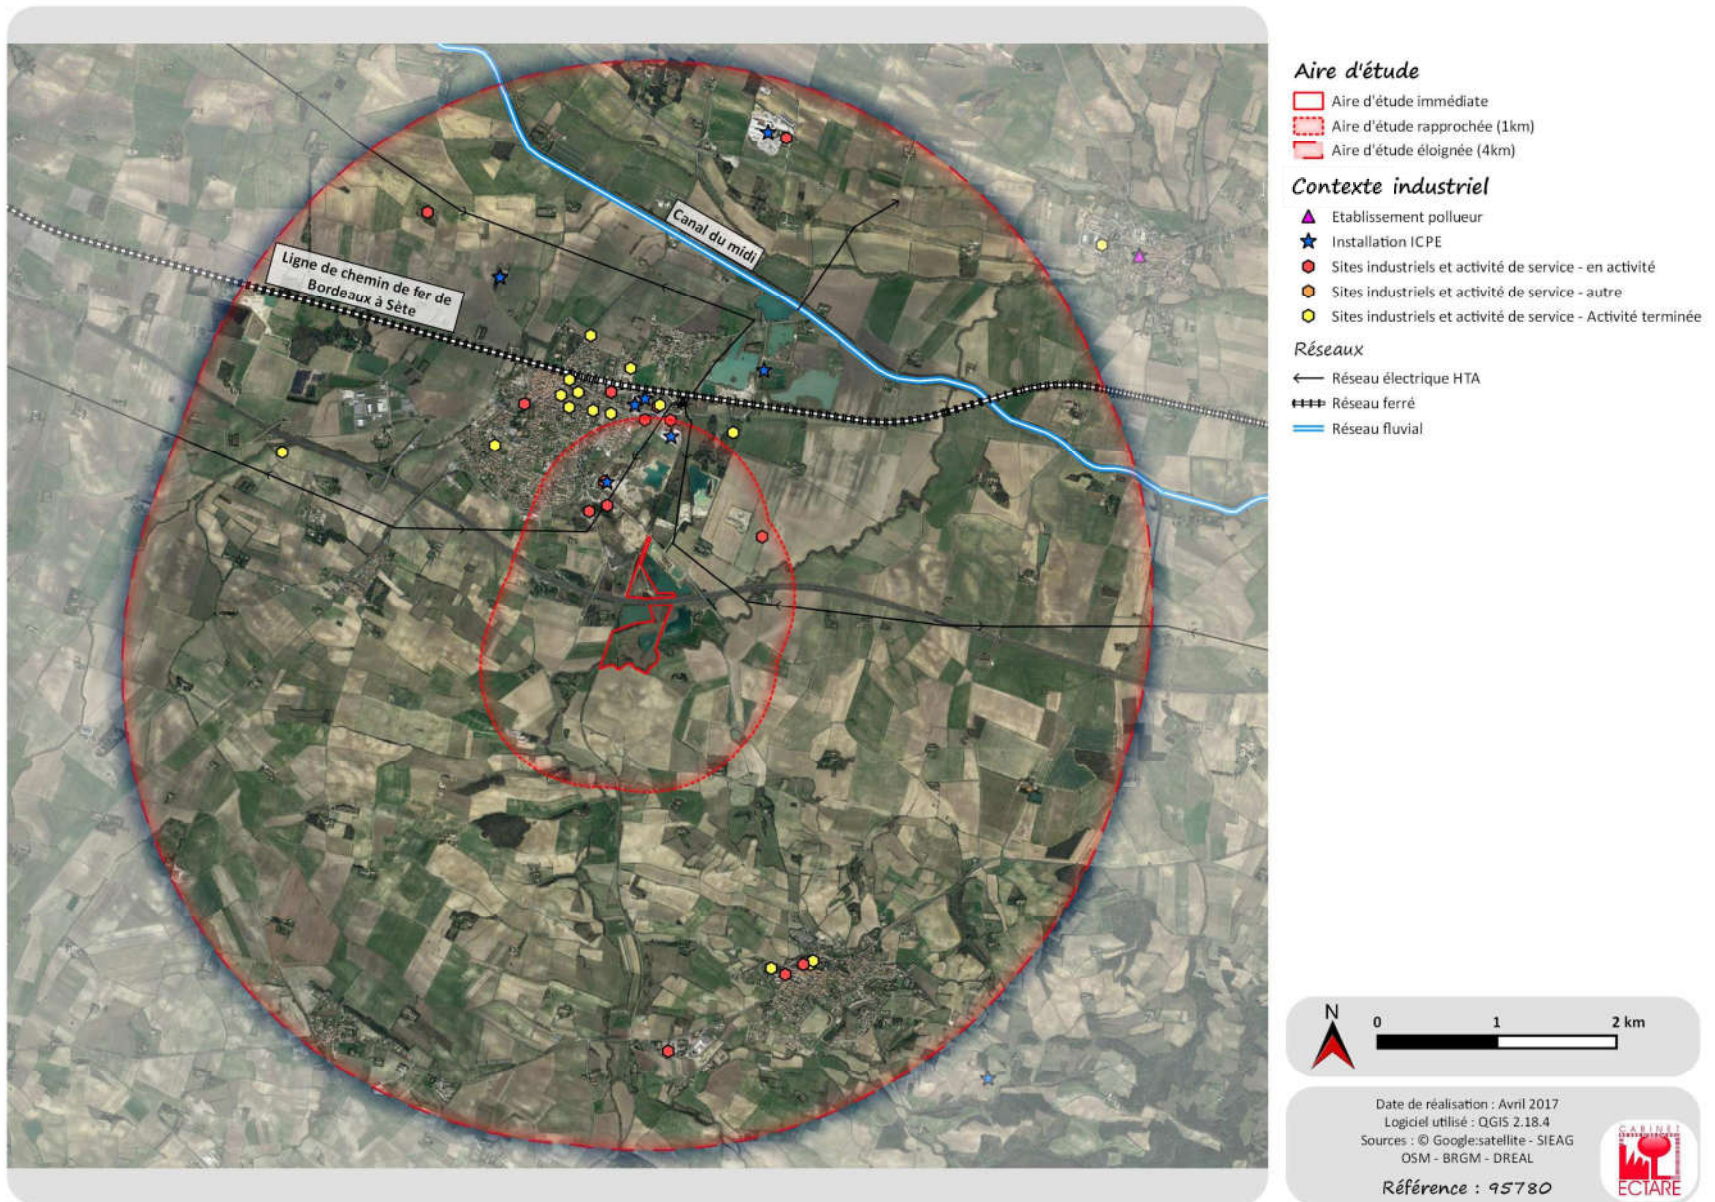 Ligne de chemin de fer de
Bordeaux à Sète
Canal du midi
Aire d'étude
Aire d'étude immédiate
Aire d'étude rapprochée (1km)
Aire d'étude éloignée (4km)
Contexte industriel
Etablissement pollueur
Installation ICPE
Sites industriels et activité de service - en activité
Sites industriels et activité de service - autre
Sites industriels et activité de service - Activité terminée
Réseaux
Réseau électrique HTA
Réseau ferré
Réseau fluvial
N
0 1 2 km
Date de réalisation : Avril 2017
Logiciel utilisé : QGIS 2.18.4
Sources : © Google:satellite - SIEAG
OSM - BRGM - DREAL
Référence : 95780
CABINET
ECTARE